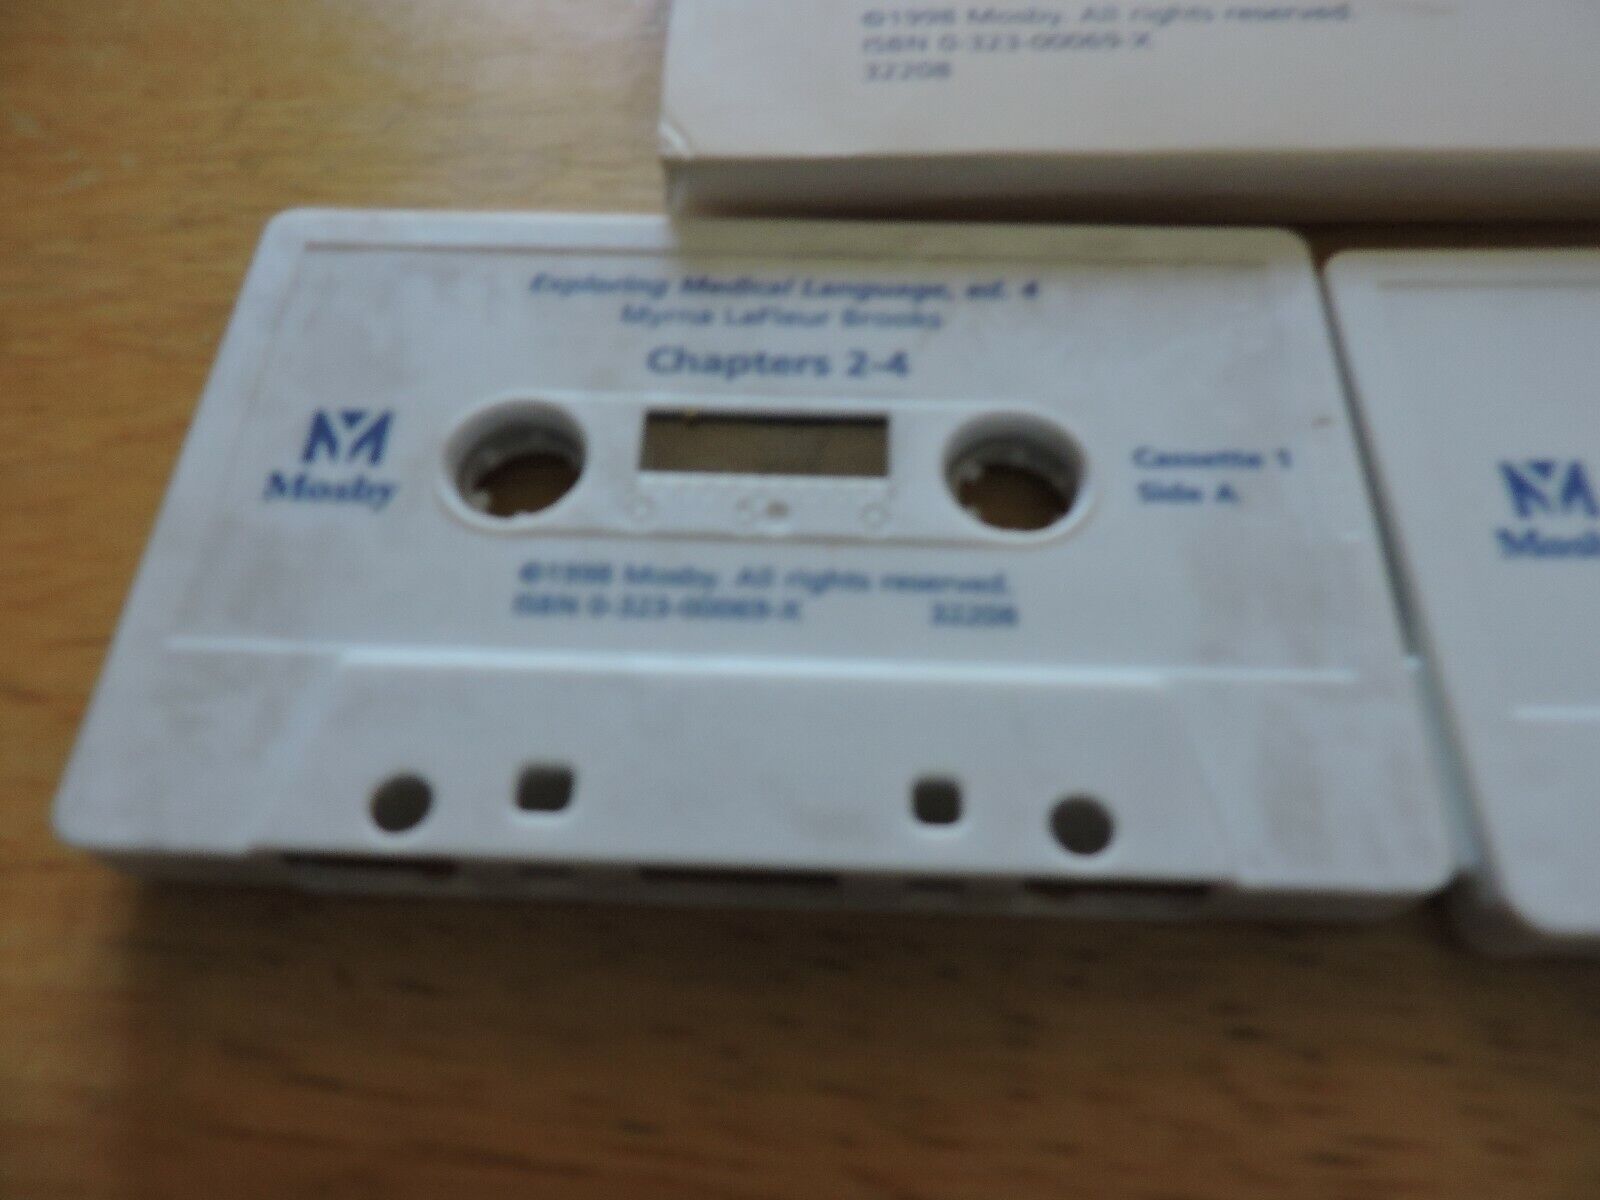 ©1998 Mosby. All rights reserved.
ISBN 0-323-00069-X
32208
Exploring Medical Language, ed. 4
Myrna LaFleur Brooks
Chapters 2-4
Mosby
Cassette 1
Side A
©1998 Mosby. All rights reserved.
ISBN 0-323-00069-X 32208